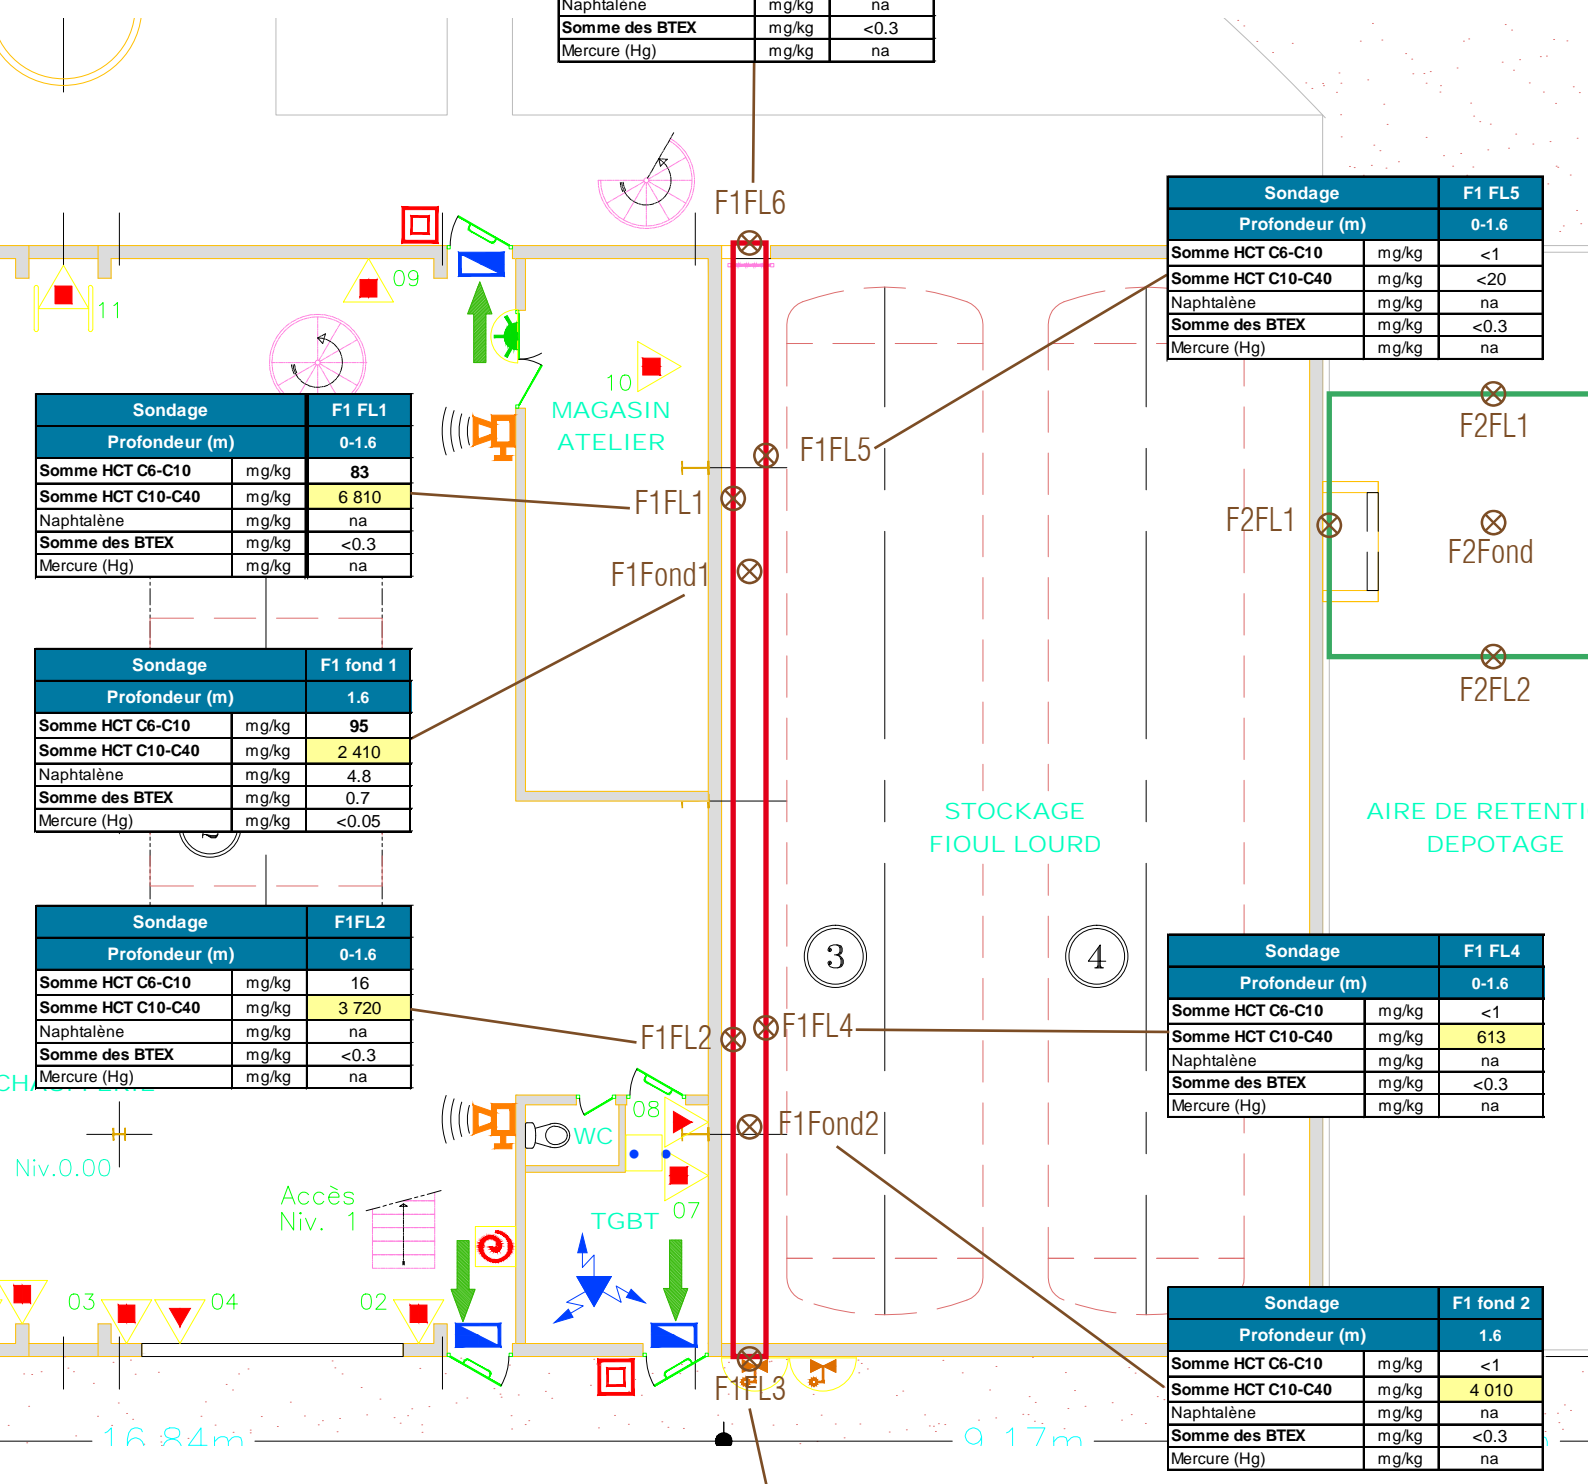 Naphtalène mg/kg na
Somme des BTEX mg/kg <0.3
Mercure (Hg) mg/kg na
F1FL6
Sondage F1 FL5
Profondeur (m) 0-1.6
Somme HCT C6-C10 mg/kg <1
Somme HCT C10-C40 mg/kg <20
Naphtalène mg/kg na
Somme des BTEX mg/kg <0.3
Mercure (Hg) mg/kg na
09
11
10
MAGASIN
ATELIER
Sondage F1 FL1
Profondeur (m) 0-1.6
Somme HCT C6-C10 mg/kg 83
Somme HCT C10-C40 mg/kg 6 810
Naphtalène mg/kg na
Somme des BTEX mg/kg <0.3
Mercure (Hg) mg/kg na
F1FL5
F1FL1
F1Fond1
F2FL1
F2FL1
F2Fond
F2FL2
Sondage F1 fond 1
Profondeur (m) 1.6
Somme HCT C6-C10 mg/kg 95
Somme HCT C10-C40 mg/kg 2 410
Naphtalène mg/kg 4.8
Somme des BTEX mg/kg 0.7
Mercure (Hg) mg/kg <0.05
STOCKAGE
FIOUL LOURD
AIRE DE RETENTI
DEPOTAGE
3
4
Sondage F1FL2
Profondeur (m) 0-1.6
Somme HCT C6-C10 mg/kg 16
Somme HCT C10-C40 mg/kg 3 720
Naphtalène mg/kg na
Somme des BTEX mg/kg <0.3
Mercure (Hg) mg/kg na
F1FL2
F1FL4
Sondage F1 FL4
Profondeur (m) 0-1.6
Somme HCT C6-C10 mg/kg <1
Somme HCT C10-C40 mg/kg 613
Naphtalène mg/kg na
Somme des BTEX mg/kg <0.3
Mercure (Hg) mg/kg na
08
WC
F1Fond2
Niv.0.00
Accès
Niv. 1
TGBT
07
03
04
02
Sondage F1 fond 2
Profondeur (m) 1.6
Somme HCT C6-C10 mg/kg <1
Somme HCT C10-C40 mg/kg 4 010
Naphtalène mg/kg na
Somme des BTEX mg/kg <0.3
Mercure (Hg) mg/kg na
F1FL3
16.84m
9.17m